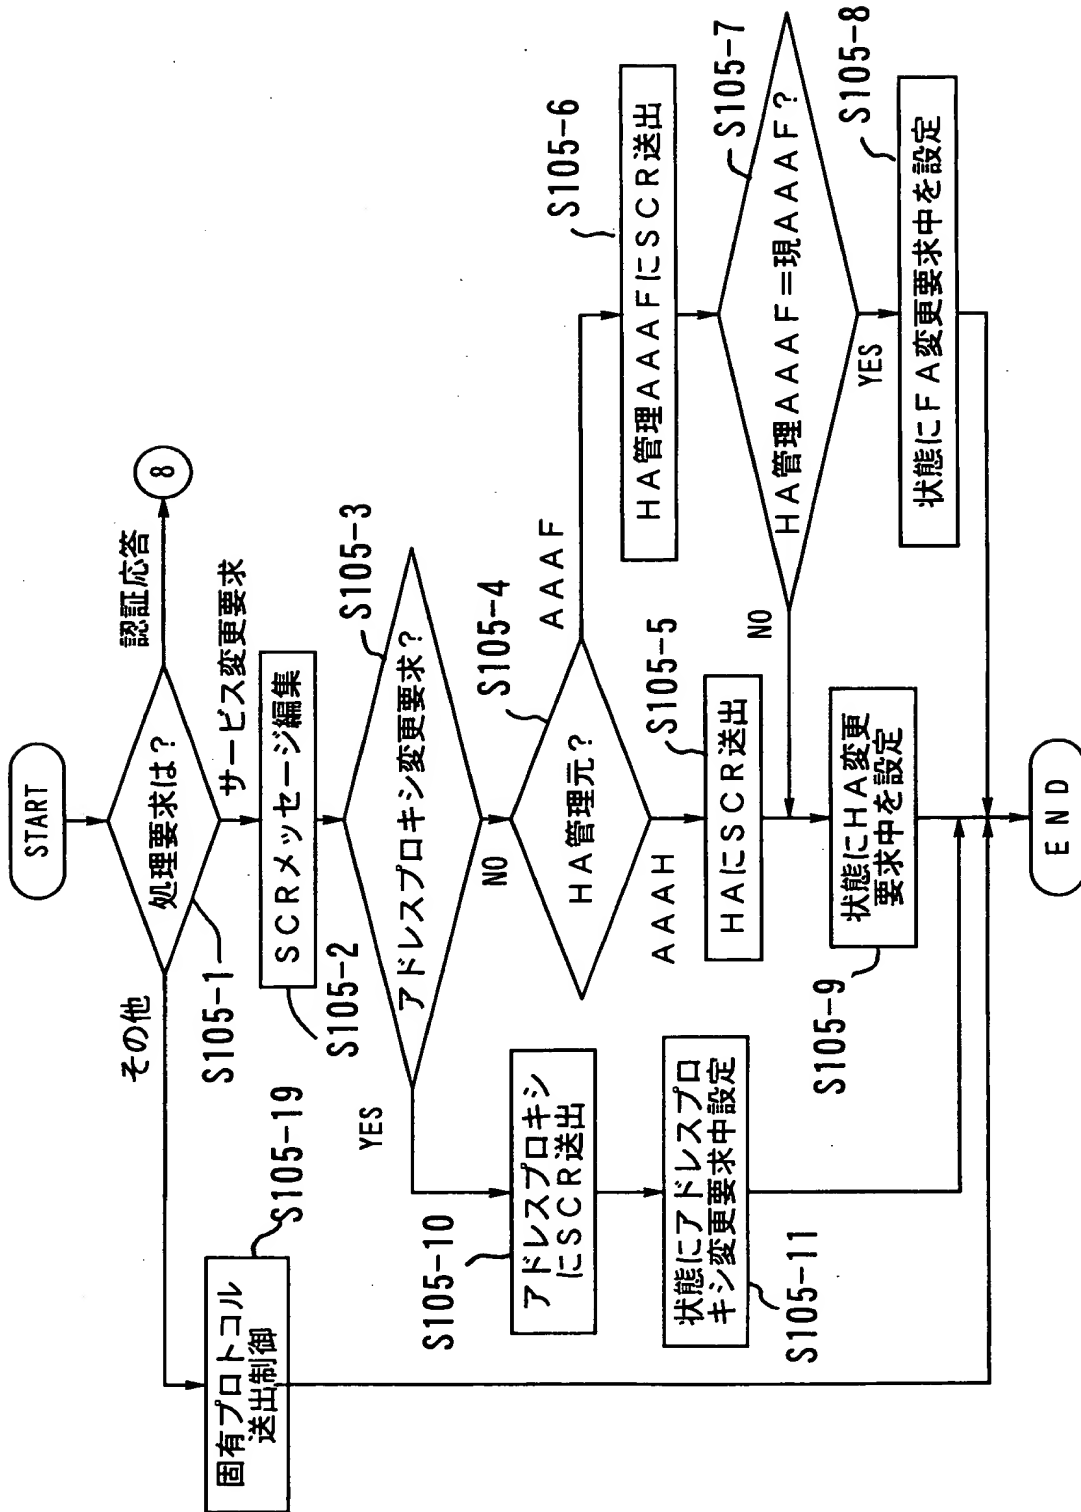 START
処理要求は？
S105-1
認証応答
8
その他
サービス変更要求
固有プロトコル
送出制御
S105-19
SCRメッセージ編集
S105-2
アドレスプロキシ変更要求？
S105-3
YES
NO
アドレスプロキシ
にSCR送出
S105-10
状態にアドレスプロ
キシ変更要求中設定
S105-11
HA管理元？
S105-4
AAAH
AAAF
HAにSCR送出
S105-5
HA管理AAAFにSCR送出
S105-6
HA管理AAAF＝現AAAF？
S105-7
NO
YES
状態にFA変更要求中を設定
S105-8
状態にHA変更
要求中を設定
S105-9
END